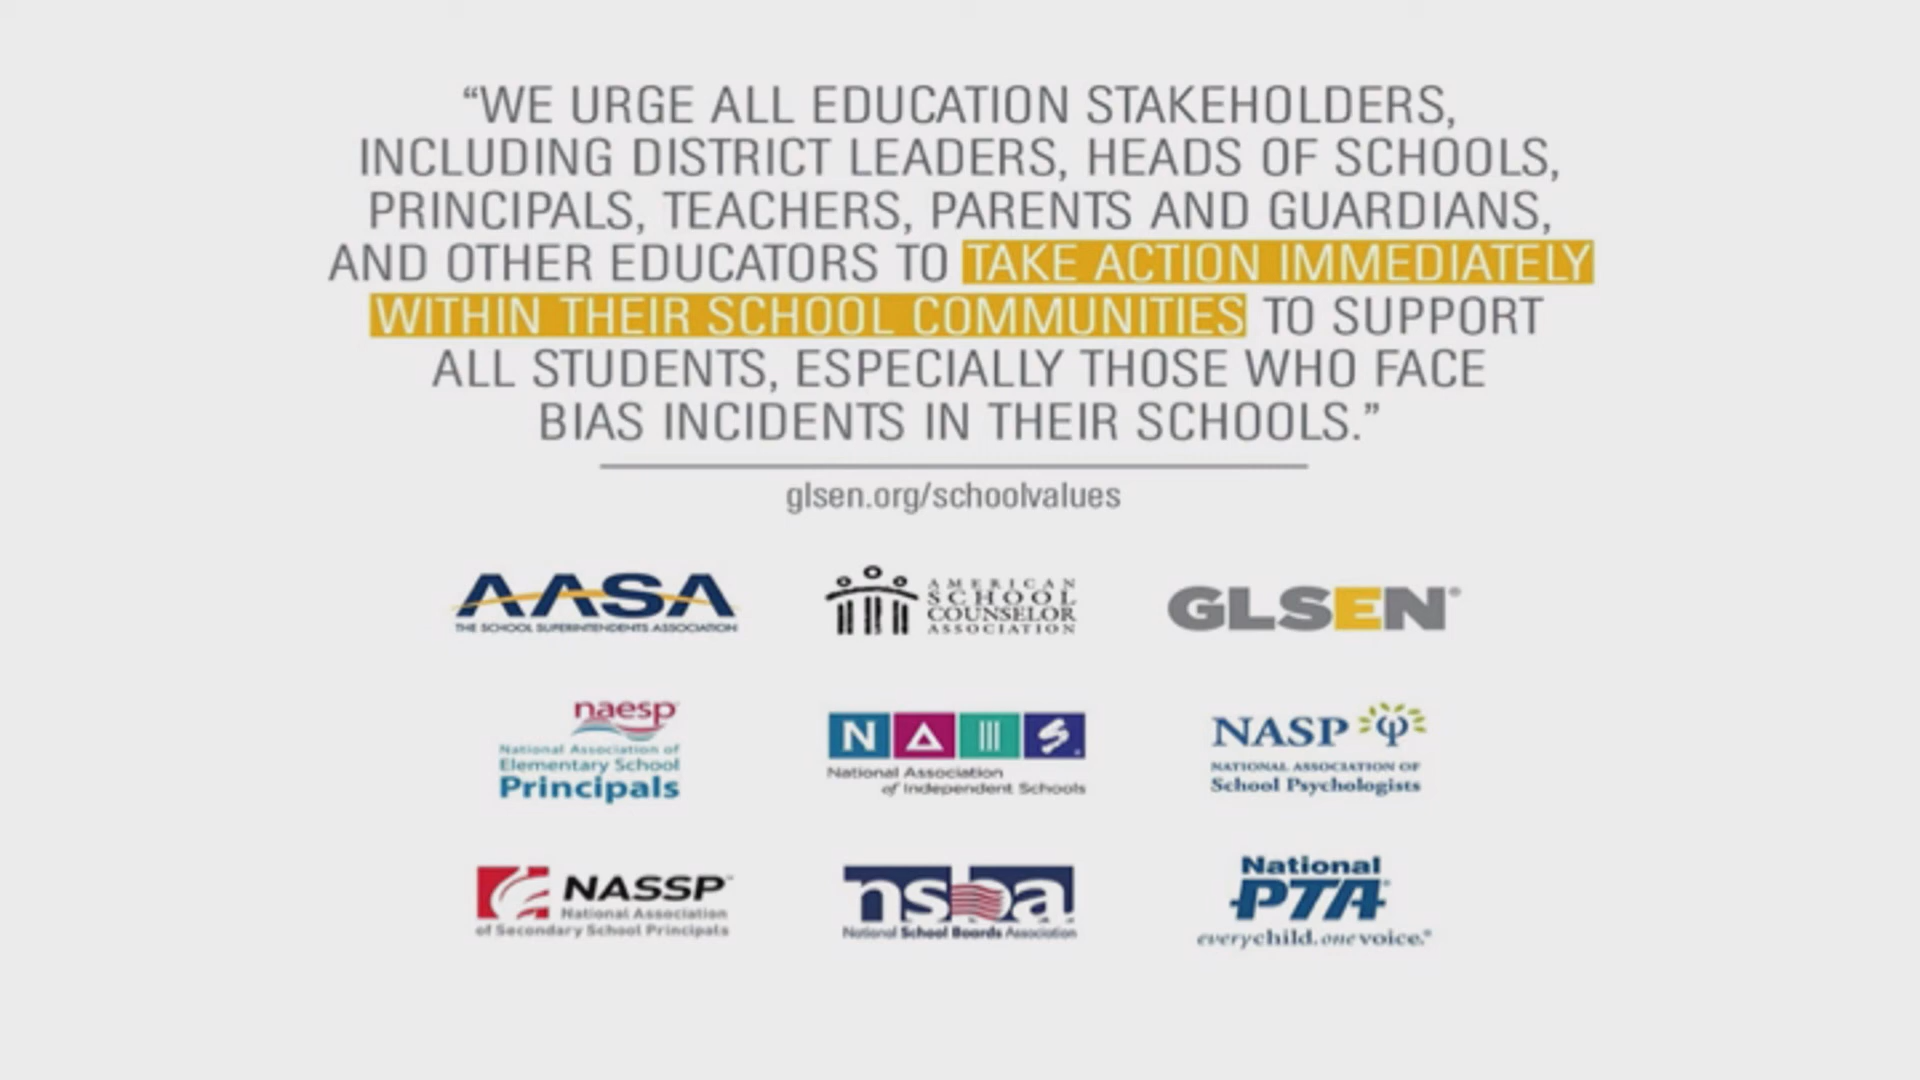 “WE URGE ALL EDUCATION STAKEHOLDERS,
INCLUDING DISTRICT LEADERS, HEADS OF SCHOOLS,
PRINCIPALS, TEACHERS, PARENTS AND GUARDIANS,
AND OTHER EDUCATORS TO TAKE ACTION IMMEDIATELY
WITHIN THEIR SCHOOL COMMUNITIES TO SUPPORT
ALL STUDENTS, ESPECIALLY THOSE WHO FACE
BIAS INCIDENTS IN THEIR SCHOOLS.”
glsen.org/schoolvalues
AASA
THE SCHOOL SUPERINTENDENTS ASSOCIATION
AMERICAN
SCHOOL
COUNSELOR
ASSOCIATION
GLSEN®
naesp
National Association of
Elementary School
Principals
NAIS
National Association
of Independent Schools
NASP
NATIONAL ASSOCIATION OF
School Psychologists
NASSP
National Association
of Secondary School Principals
nsba
National School Boards Association
National
PTA®
everychild.onevoice.®